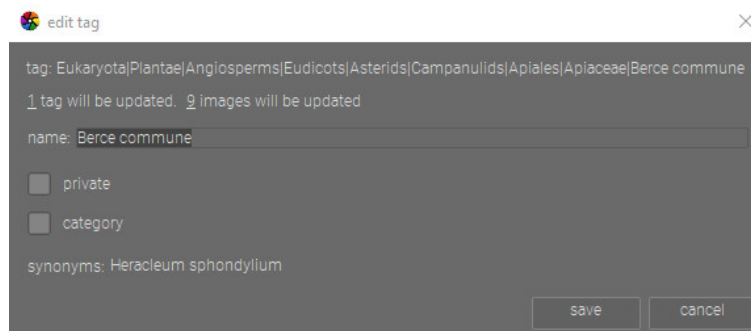 edit tag
tag: Eukaryota|Plantae|Angiosperms|Eudicots|Asterids|Campanulids|Apiales|Apiaceae|Berce commune
1 tag will be updated. 9 images will be updated
name: Berce commune
private
category
synonyms: Heracleum sphondylium
save cancel